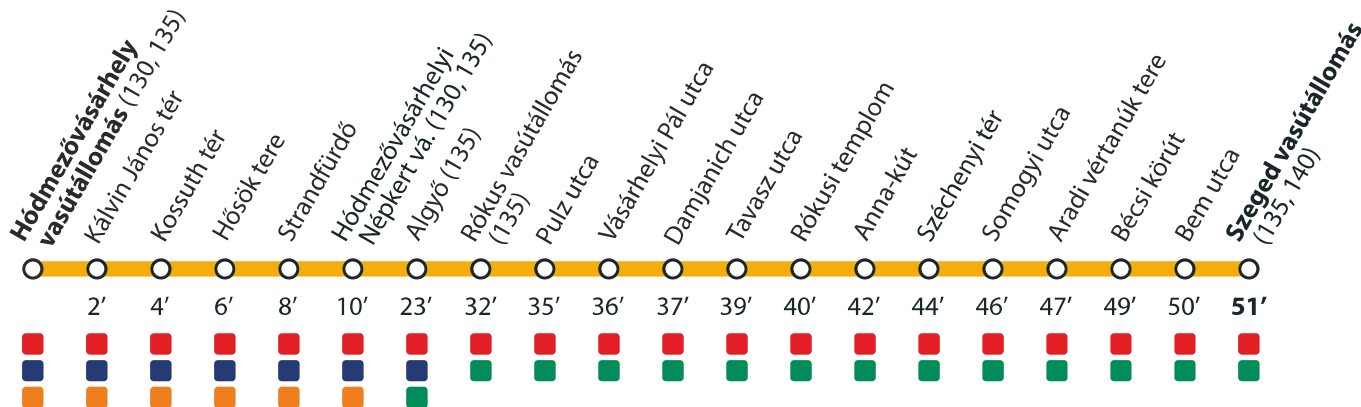 Hódmezővásárhely
vasútállomás (130, 135)
Kálvin János tér
Kossuth tér
Hősök tere
Strandfürdő
Hódmezővásárhelyi
Népkert vá. (130, 135)
Algyő (135)
Rókus vasútállomás
(135)
Pulz utca
Vásárhelyi Pál utca
Damjanich utca
Tavasz utca
Rókusi templom
Anna-kút
Széchenyi tér
Somogyi utca
Aradi vértanúk tere
Bécsi körút
Bem utca
Szeged vasútállomás
(135, 140)
2’ 4’ 6’ 8’ 10’ 23’ 32’ 35’ 36’ 37’ 39’ 40’ 42’ 44’ 46’ 47’ 49’ 50’ 51’